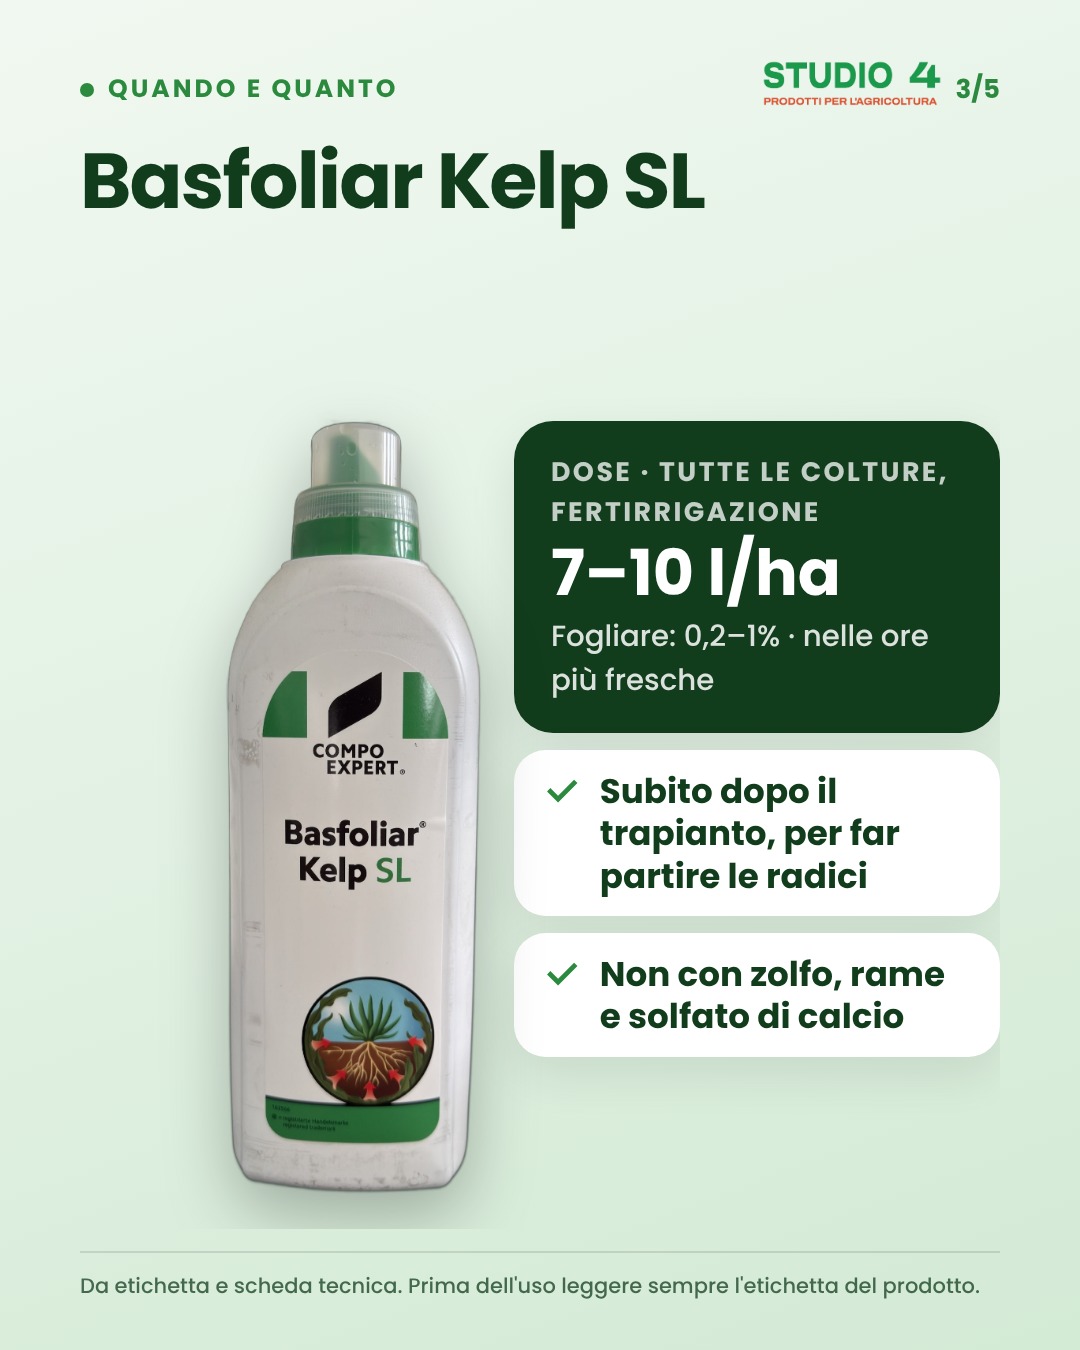 QUANDO E QUANTO
STUDIO 4
PRODOTTI PER L'AGRICOLTURA
3/5
Basfoliar Kelp SL
DOSE · TUTTE LE COLTURE,
FERTIRRIGAZIONE
7–10 l/ha
Fogliare: 0,2–1% · nelle ore
più fresche
COMPO
EXPERT®
Basfoliar®
Kelp SL
Subito dopo il
trapianto, per far
partire le radici
Non con zolfo, rame
e solfato di calcio
Da etichetta e scheda tecnica. Prima dell'uso leggere sempre l'etichetta del prodotto.